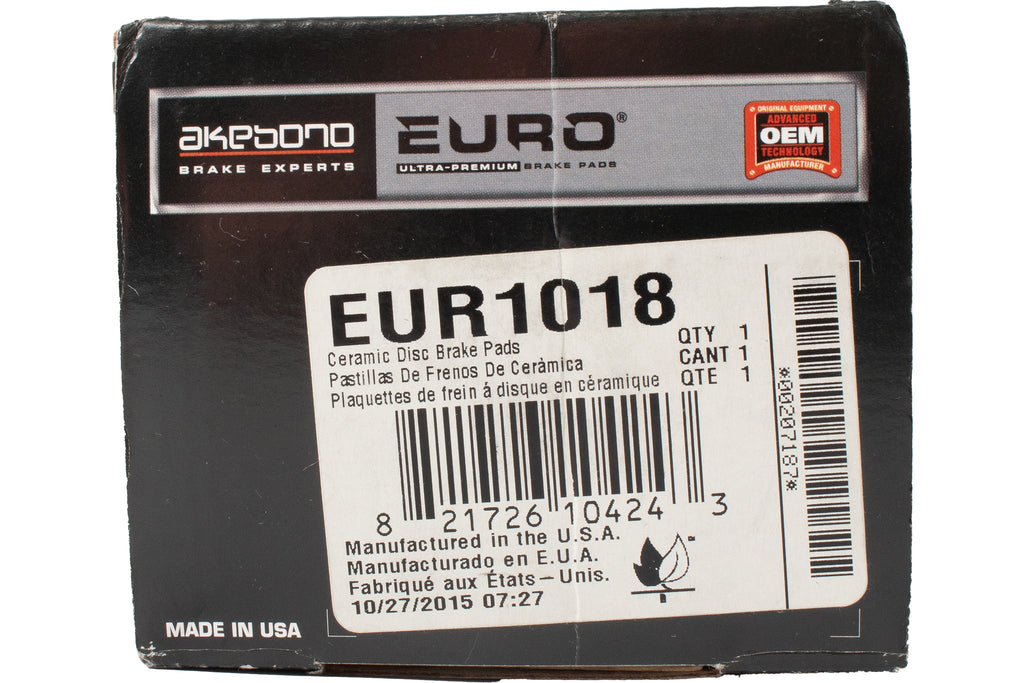 akebono
BRAKE EXPERTS
EURO®
ULTRA-PREMIUM BRAKE PADS
ORIGINAL EQUIPMENT
ADVANCED
OEM
TECHNOLOGY
MANUFACTURER
EUR1018
Ceramic Disc Brake Pads
Pastillas De Frenos De Ceràmica
Plaquettes de frein á disque en céramique
QTY 1
CANT 1
QTE 1
*00207187*
8 21726 10424 3
Manufactured in the U.S.A.
Manufacturado en E.U.A.
Fabriqué aux États-Unis.
10/27/2015 07:27
MADE IN USA